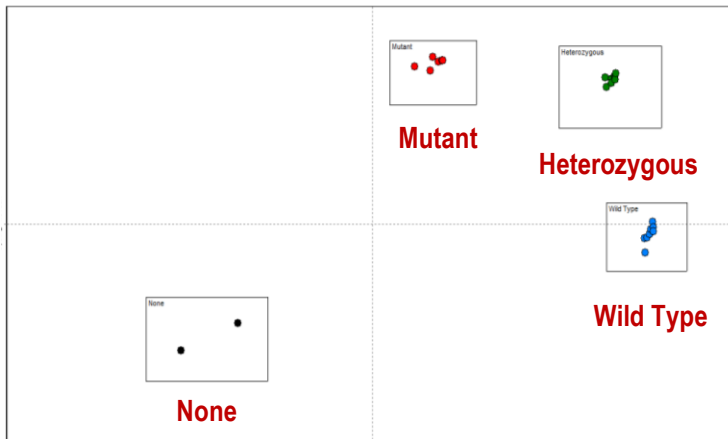 Mutant
Heterozygous
Mutant
Heterozygous
Wild Type
Wild Type
None
None